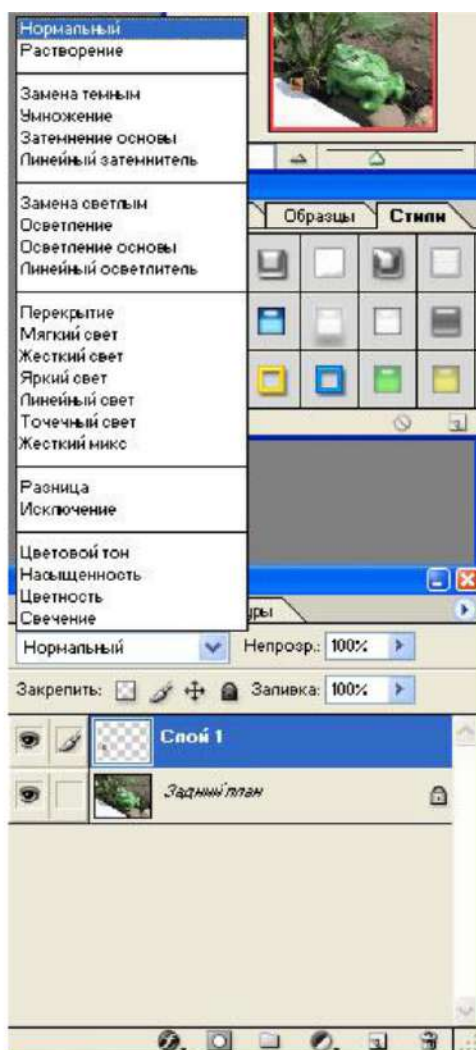 Нормальный
Растворение
Замена темным
Умножение
Затемнение основы
Линейный затемнитель
Замена светлым
Осветление
Осветление основы
Линейный осветлитель
Перекрытие
Мягкий свет
Жесткий свет
Яркий свет
Линейный свет
Точечный свет
Жесткий микс
Разница
Исключение
Цветовой тон
Насыщенность
Цветность
Свечение
Образцы Стили
Нормальный Непрозр.: 100%
Закрепить: Заливка: 100%
Слой 1
Задний план